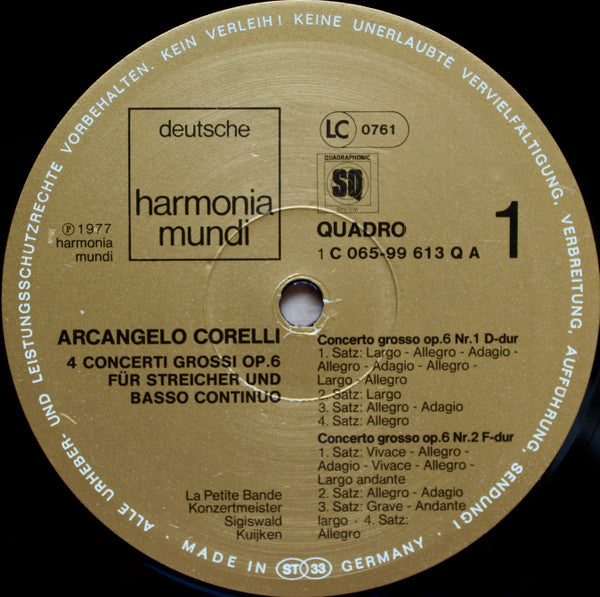 ALLE URHEBER- UND LEISTUNGSSCHUTZRECHTE VORBEHALTEN. KEIN VERLEIH! KEINE UNERLAUBTE VERVIELFÄLTIGUNG, VERBREITUNG, AUFFÜHRUNG, SENDUNG!
deutsche
harmonia
mundi
LC 0761
QUADRAPHONIC
SQ
SYSTEM
QUADRO
1 C 065-99 613 Q A
1
Ⓟ 1977
harmonia
mundi
ARCANGELO CORELLI
4 CONCERTI GROSSI OP.6
FÜR STREICHER UND
BASSO CONTINUO
Concerto grosso op.6 Nr.1 D-dur
1. Satz: Largo - Allegro - Adagio -
Allegro - Adagio - Allegro -
Largo - Allegro
2. Satz: Largo
3. Satz: Allegro - Adagio
4. Satz: Allegro
Concerto grosso op.6 Nr.2 F-dur
1. Satz: Vivace - Allegro -
Adagio - Vivace - Allegro -
Largo andante
2. Satz: Allegro - Adagio
3. Satz: Grave - Andante
largo · 4. Satz:
Allegro
La Petite Bande
Konzertmeister
Sigiswald
Kuijken
· MADE IN ST 33 GERMANY ·